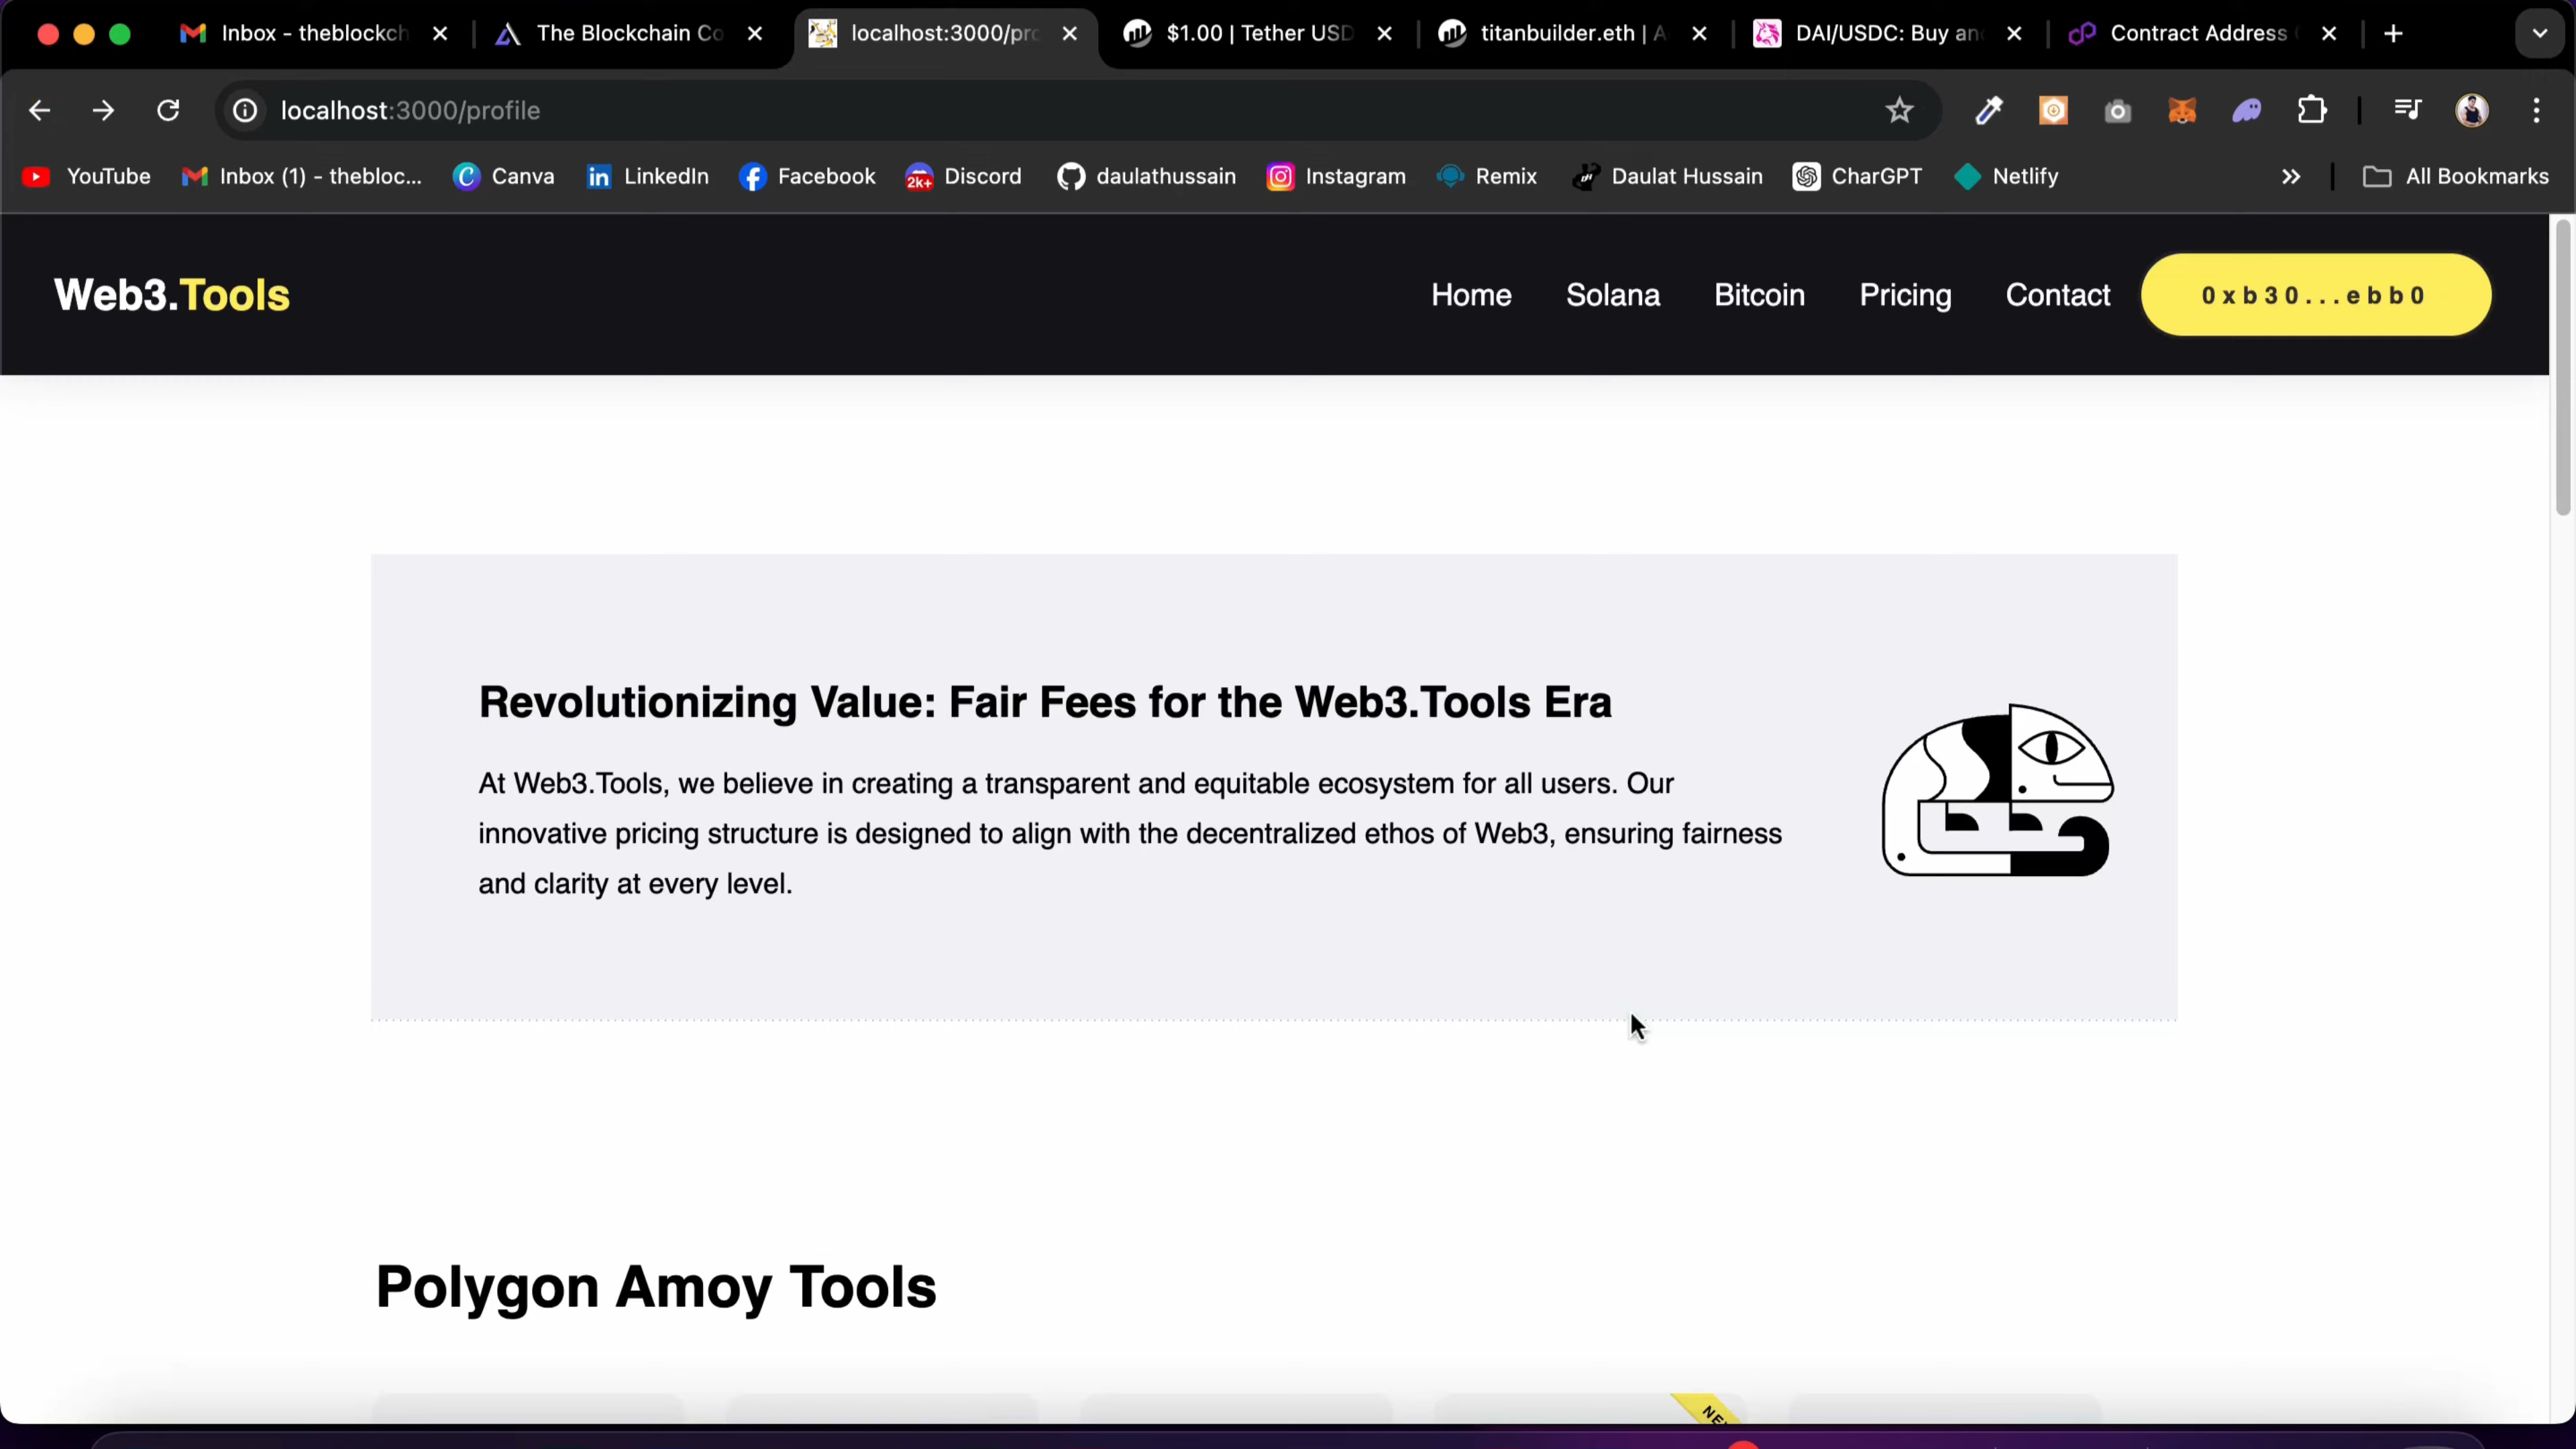 Inbox - theblockch
The Blockchain Co
localhost:3000/pro
$1.00 | Tether USD
titanbuilder.eth | A
DAI/USDC: Buy and
Contract Address
localhost:3000/profile
YouTube
Inbox (1) - thebloc...
Canva
LinkedIn
Facebook
2k+
Discord
daulathussain
Instagram
Remix
Daulat Hussain
CharGPT
Netlify
All Bookmarks
Web3.Tools
Home
Solana
Bitcoin
Pricing
Contact
0xb30...ebb0
Revolutionizing Value: Fair Fees for the Web3.Tools Era
At Web3.Tools, we believe in creating a transparent and equitable ecosystem for all users. Our
innovative pricing structure is designed to align with the decentralized ethos of Web3, ensuring fairness
and clarity at every level.
Polygon Amoy Tools